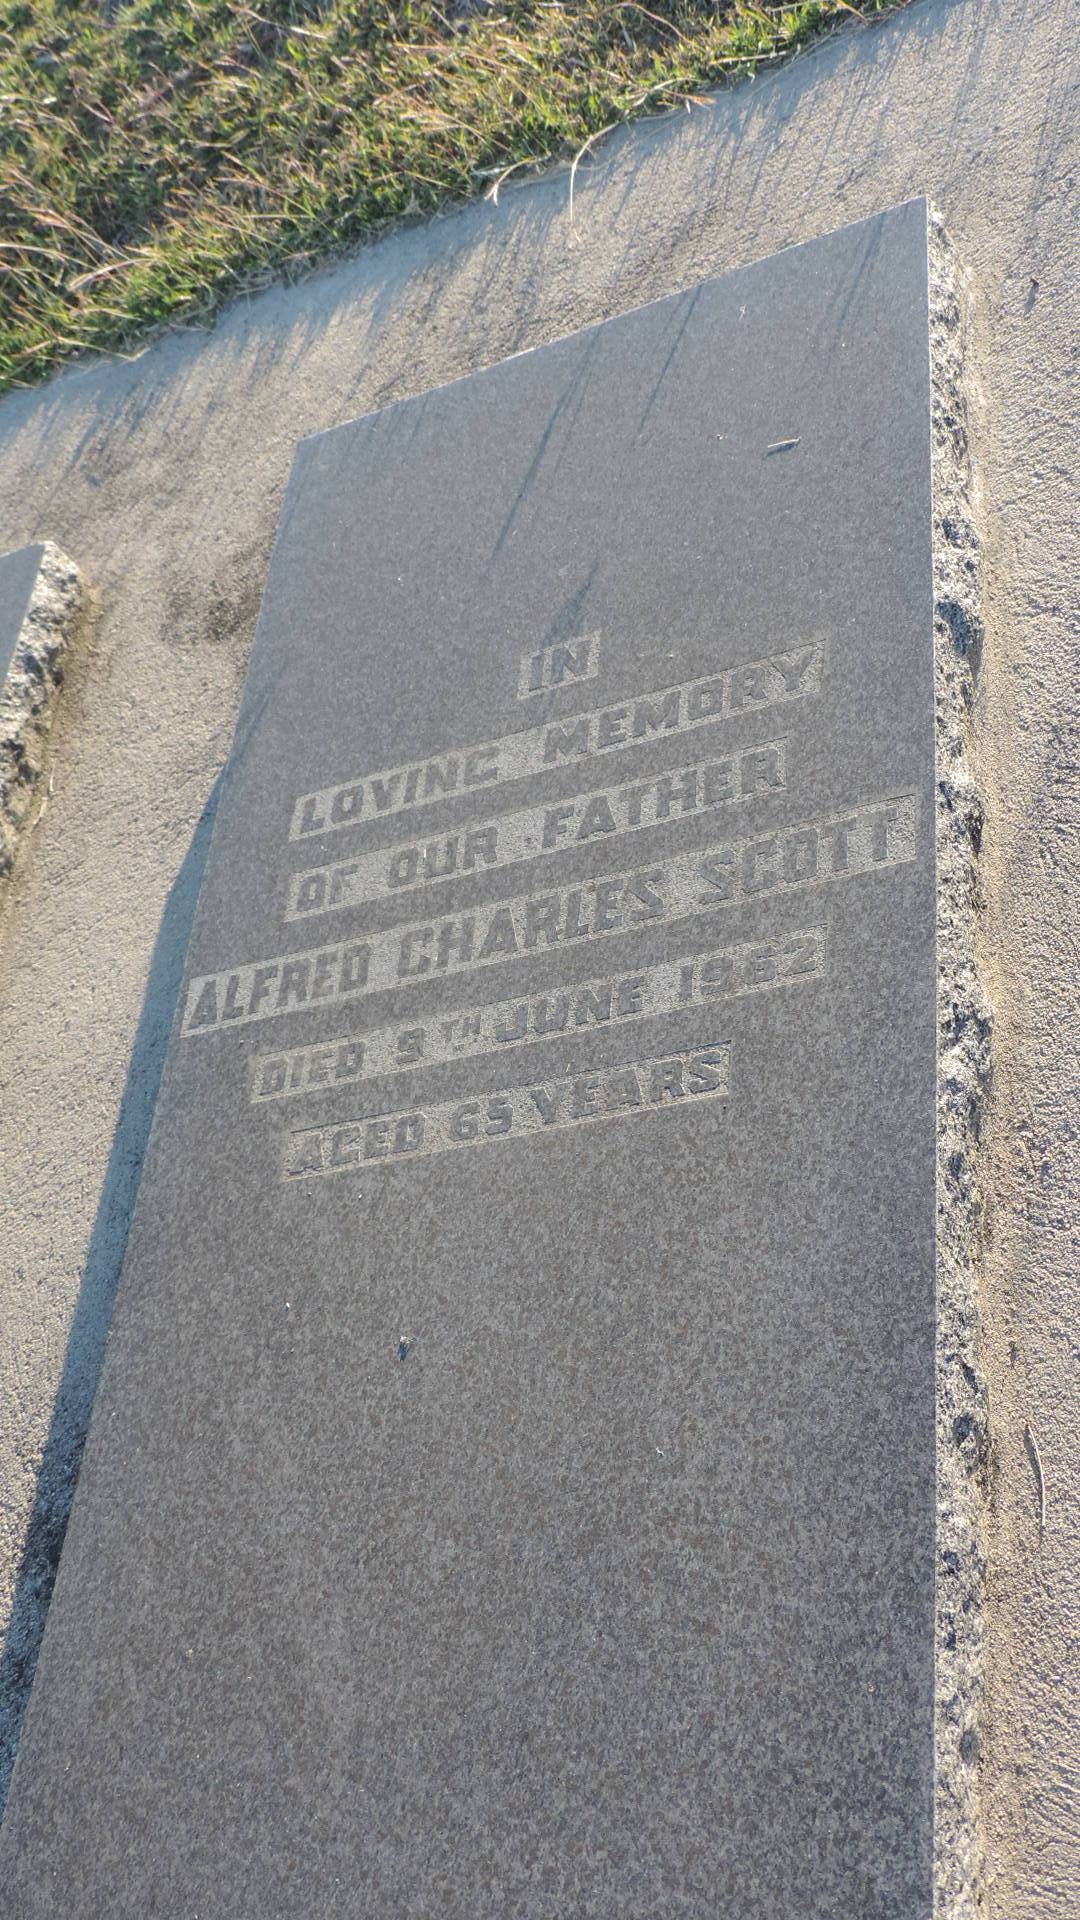 IN
LOVING MEMORY
OF OUR FATHER
ALFRED CHARLES SCOTT
DIED 9TH JUNE 1962
AGED 65 YEARS